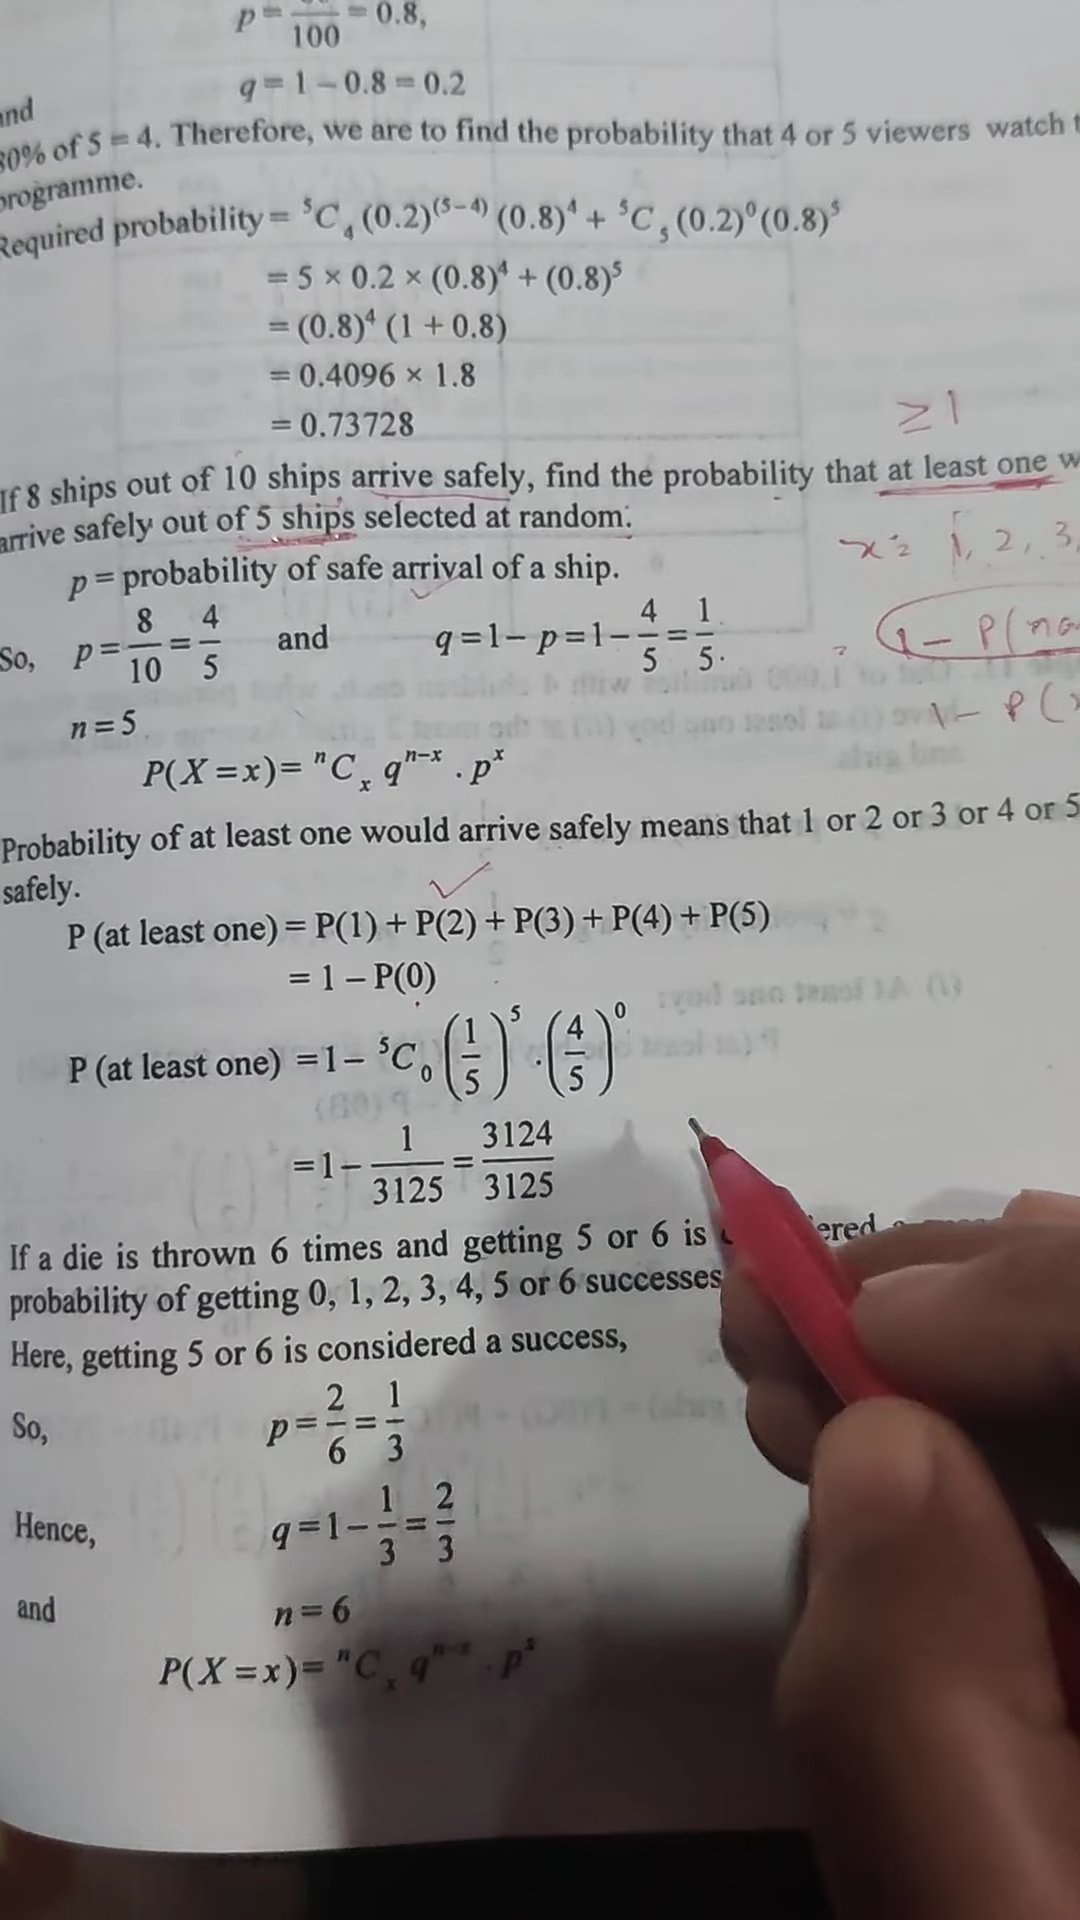 p = /100 = 0.8,
and q = 1 – 0.8 = 0.2
80% of 5 = 4. Therefore, we are to find the probability that 4 or 5 viewers watch
programme.
Required probability = ⁵C₄ (0.2)⁽⁵⁻⁴⁾ (0.8)⁴ + ⁵C₅ (0.2)⁰ (0.8)⁵
= 5 × 0.2 × (0.8)⁴ + (0.8)⁵
= (0.8)⁴ (1 + 0.8)
= 0.4096 × 1.8
= 0.73728
≥ 1
If 8 ships out of 10 ships arrive safely, find the probability that at least one
arrive safely out of 5 ships selected at random.
x = 1, 2, 3,
p = probability of safe arrival of a ship.
So, p = 8/10 = 4/5 and q = 1 – p = 1 – 4/5 = 1/5.
= 1 – P(
n = 5
1 – P(
P(X = x) = ⁿCₓ qⁿ⁻ˣ . pˣ
Probability of at least one would arrive safely means that 1 or 2 or 3 or 4 or 5
safely.
P (at least one) = P(1) + P(2) + P(3) + P(4) + P(5)
= 1 – P(0)
P (at least one) = 1 – ⁵C₀ (1/5)⁵ . (4/5)⁰
= 1 – 1/3125 = 3124/3125
If a die is thrown 6 times and getting 5 or 6 is
probability of getting 0, 1, 2, 3, 4, 5 or 6 successes
Here, getting 5 or 6 is considered a success,
So, p = 2/6 = 1/3
Hence, q = 1 – 1/3 = 2/3
and n = 6
P(X = x) = ⁿCₓ qⁿ⁻ˣ . pˣ